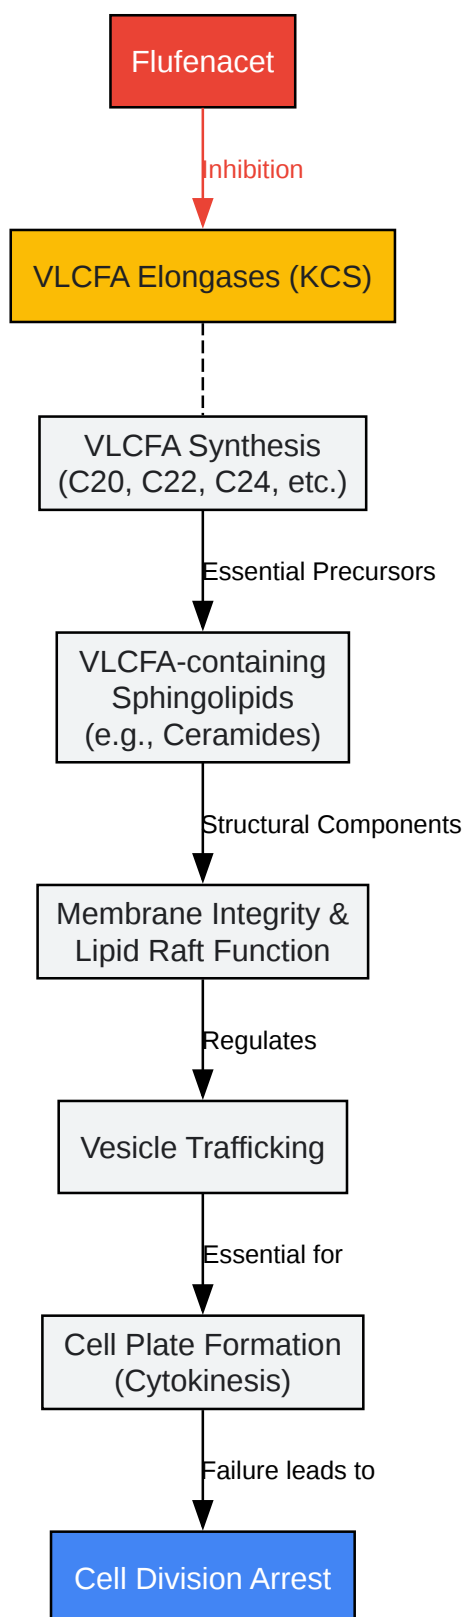 Flufenacet
Inhibition
VLCFA Elongases (KCS)
VLCFA Synthesis
(C20, C22, C24, etc.)
Essential Precursors
VLCFA-containing
Sphingolipids
(e.g., Ceramides)
Structural Components
Membrane Integrity &
Lipid Raft Function
Regulates
Vesicle Trafficking
Essential for
Cell Plate Formation
(Cytokinesis)
Failure leads to
Cell Division Arrest